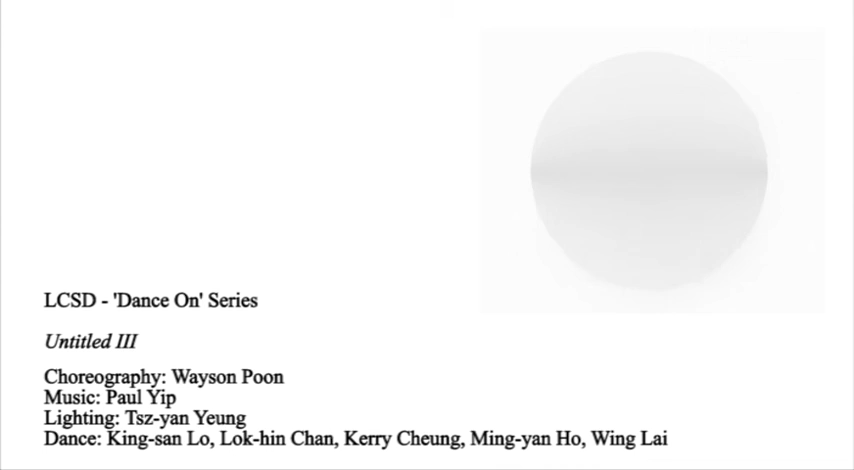 LCSD - 'Dance On' Series
Untitled III
Choreography: Wayson Poon
Music: Paul Yip
Lighting: Tsz-yan Yeung
Dance: King-san Lo, Lok-hin Chan, Kerry Cheung, Ming-yan Ho, Wing Lai